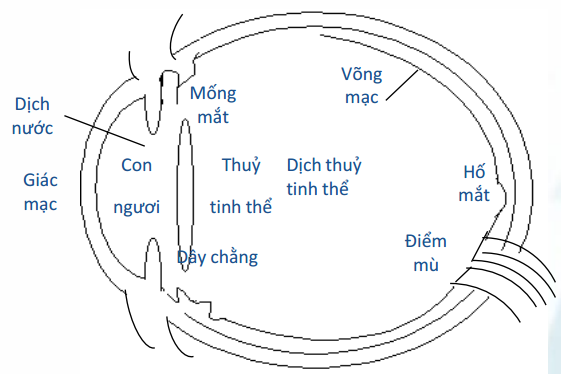 Võng
mạc
Mống
mắt
Dịch
nước
Con
ngươi
Thuỷ
tinh thể
Dịch thuỷ
tinh thể
Giác
mạc
Hố
mắt
Điểm
mù
Dây chằng